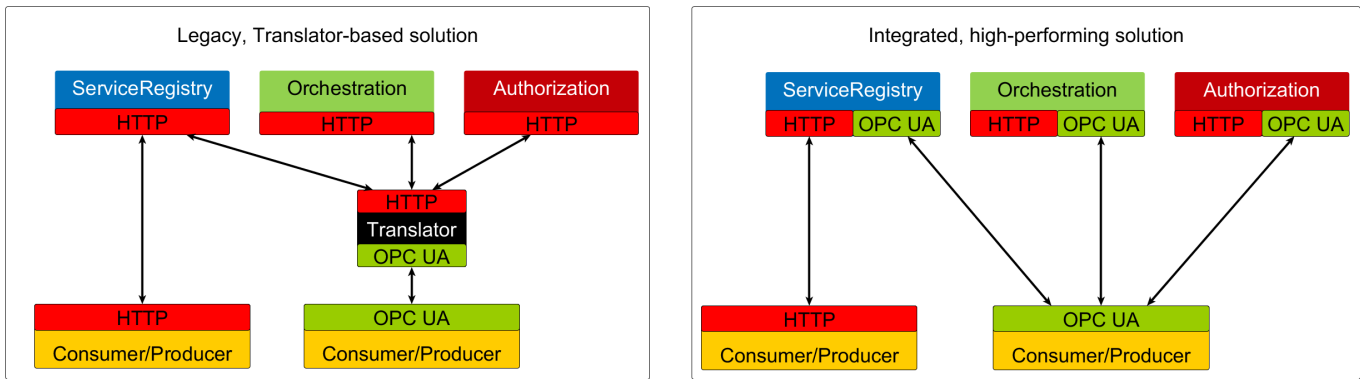 Legacy, Translator-based solution
ServiceRegistry
Orchestration
Authorization
HTTP
HTTP
HTTP
HTTP
Translator
OPC UA
HTTP
Consumer/Producer
OPC UA
Consumer/Producer
Integrated, high-performing solution
ServiceRegistry
Orchestration
Authorization
HTTP
OPC UA
HTTP
OPC UA
HTTP
OPC UA
HTTP
Consumer/Producer
OPC UA
Consumer/Producer